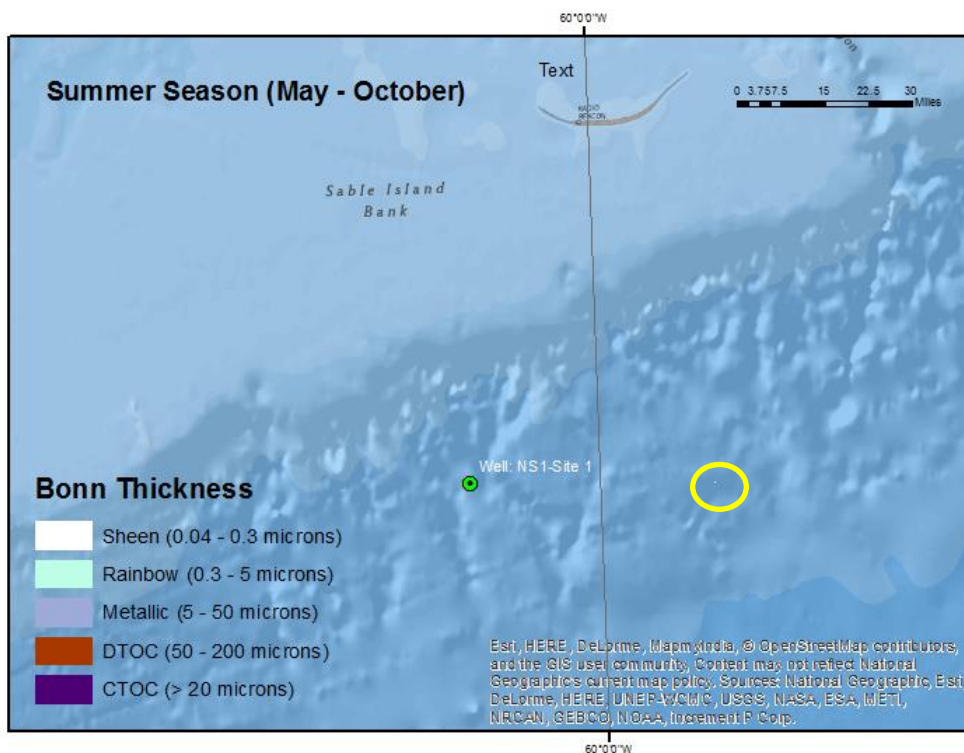 60°0'0"W
Summer Season (May - October)
Text
0 3.757.5 15 22.5 30
Miles
RADIO
BEACON
Sable Island
Bank
Well: NS1-Site 1
Bonn Thickness
Sheen (0.04 - 0.3 microns)
Rainbow (0.3 - 5 microns)
Metallic (5 - 50 microns)
DTOC (50 - 200 microns)
CTOC (> 20 microns)
Esri, HERE, DeLorme, MapmyIndia, © OpenStreetMap contributors,
and the GIS user community, Content may not reflect National
Geographic's current map policy. Sources: National Geographic, Esri,
DeLorme, HERE, UNEP-WCMC, USGS, NASA, ESA, METI,
NRCAN, GEBCO, NOAA, Increment P Corp.
60°0'0"W